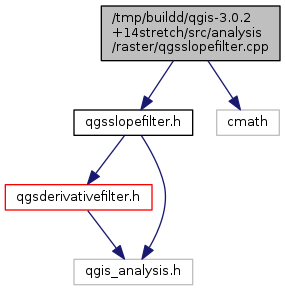 /tmp/buildd/qgis-3.0.2
+14stretch/src/analysis
/raster/qgsslopefilter.cpp
qgsslopefilter.h
cmath
qgsderivativefilter.h
qgis_analysis.h